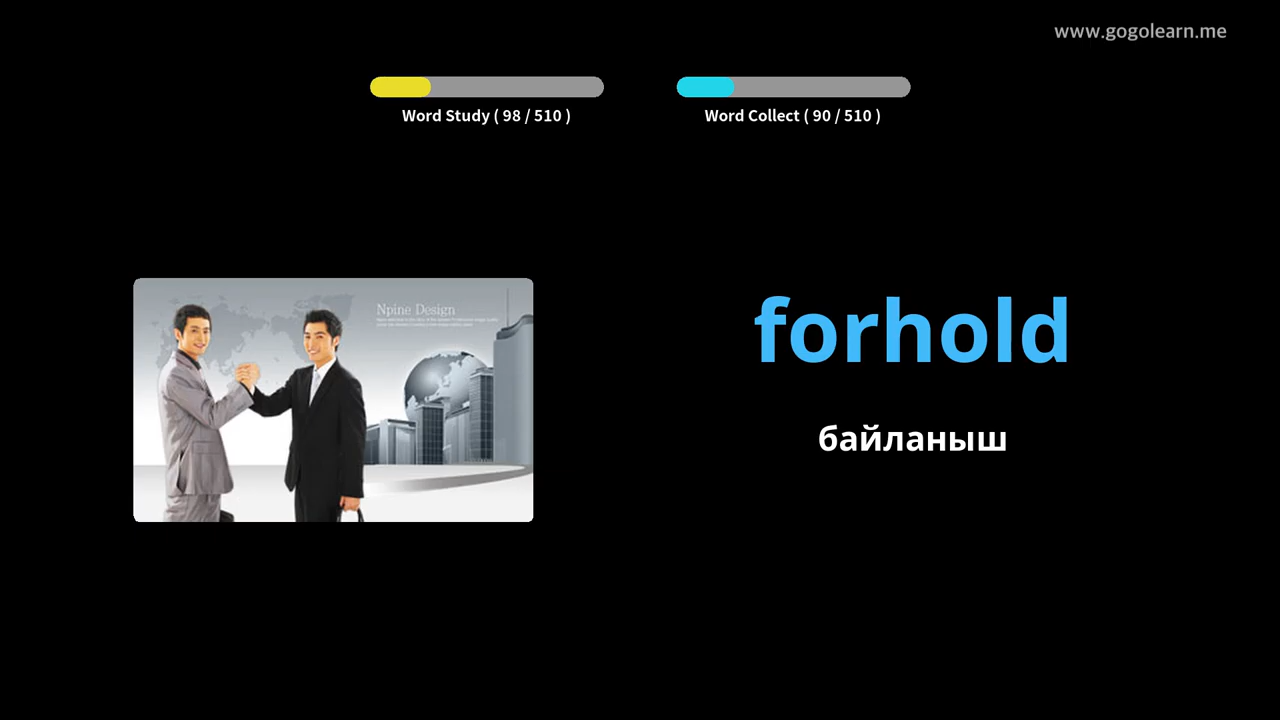 www.gogolearn.me
Word Study ( 98 / 510 )
Word Collect ( 90 / 510 )
Npine Design
forhold
байланыш